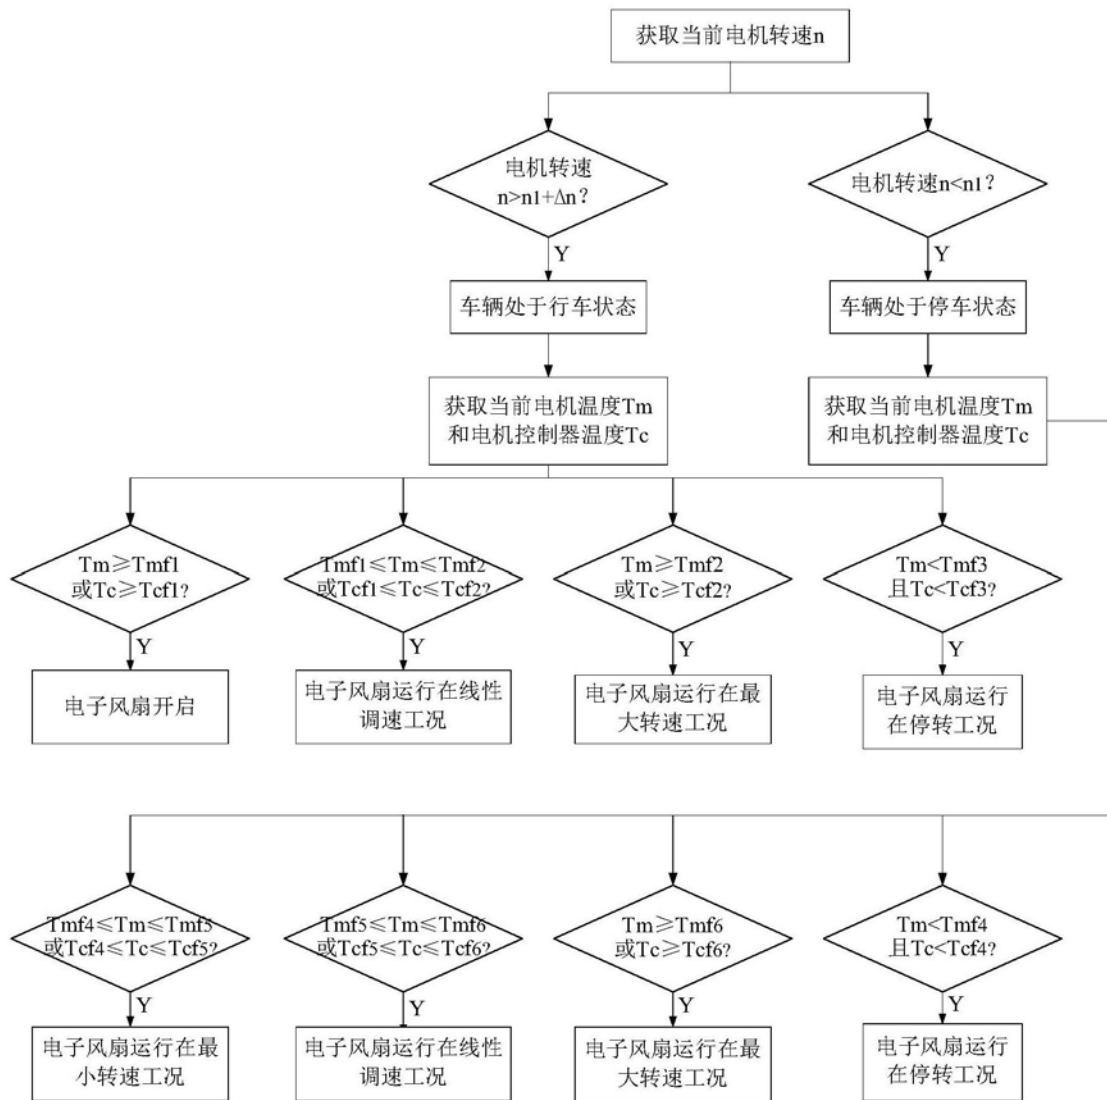 获取当前电机转速n
电机转速
n>n1+Δn?
电机转速n<n1?
Y
Y
车辆处于行车状态
车辆处于停车状态
获取当前电机温度Tm
和电机控制器温度Tc
获取当前电机温度Tm
和电机控制器温度Tc
Tm≥Tmf1
或Tc≥Tcf1?
Tmf1≤Tm≤Tmf2
或Tcf1≤Tc≤Tcf2?
Tm≥Tmf2
或Tc≥Tcf2?
Tm<Tmf3
且Tc<Tcf3?
Y
Y
Y
Y
电子风扇开启
电子风扇运行在线性
调速工况
电子风扇运行在最
大转速工况
电子风扇运行
在停转工况
Tmf4≤Tm≤Tmf5
或Tcf4≤Tc≤Tcf5?
Tmf5≤Tm≤Tmf6
或Tcf5≤Tc≤Tcf6?
Tm≥Tmf6
或Tc≥Tcf6?
Tm<Tmf4
且Tc<Tcf4?
Y
Y
Y
Y
电子风扇运行在最
小转速工况
电子风扇运行在线性
调速工况
电子风扇运行在最
大转速工况
电子风扇运行
在停转工况